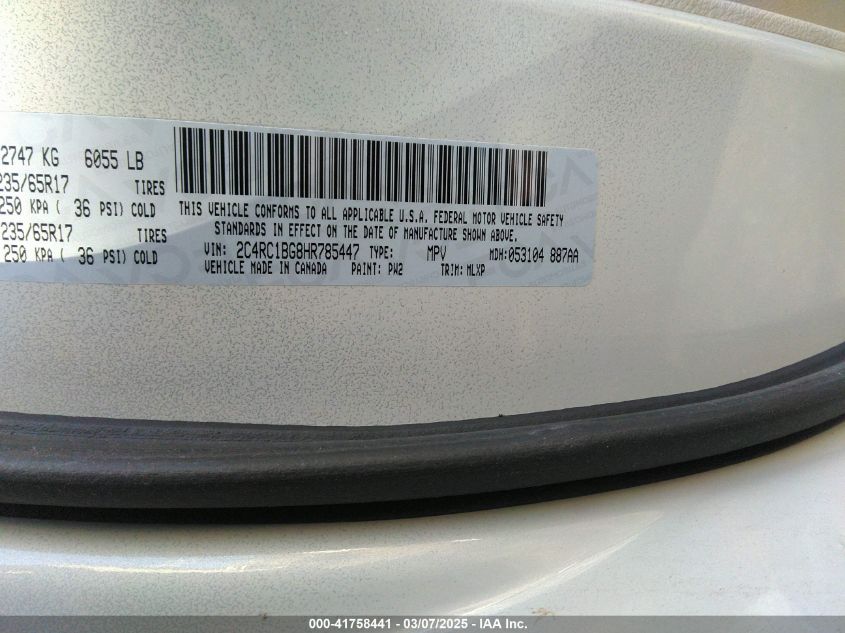 2747 KG 6055 LB
235/65R17 TIRES
250 KPA ( 36 PSI) COLD
235/65R17 TIRES
250 KPA ( 36 PSI) COLD
THIS VEHICLE CONFORMS TO ALL APPLICABLE U.S.A. FEDERAL MOTOR VEHICLE SAFETY
STANDARDS IN EFFECT ON THE DATE OF MANUFACTURE SHOWN ABOVE.
VIN: 2C4RC1BG8HR785447 TYPE: MPV MDH:053104 887AA
VEHICLE MADE IN CANADA PAINT: PW2 TRIM: MLXP
000-41758441 - 03/07/2025 - IAA Inc.